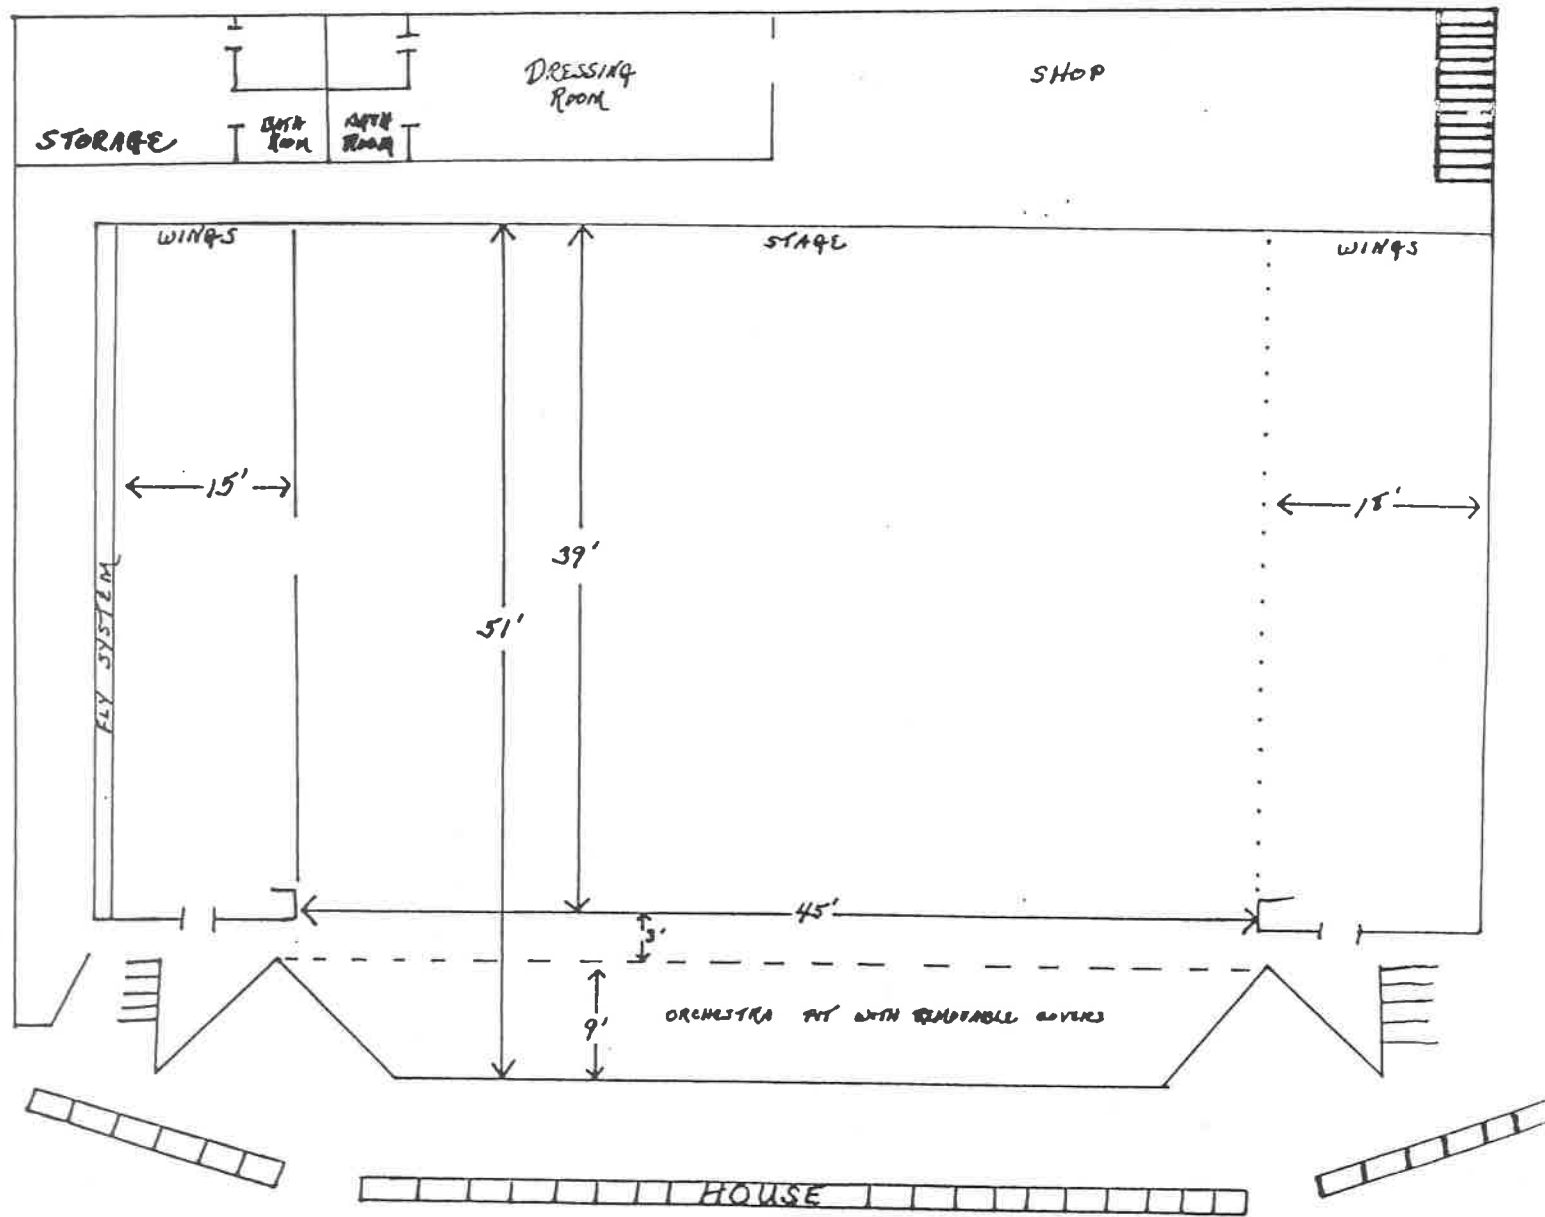 DRESSING
ROOM
SHOP
STORAGE
BATH
ROOM
BATH
ROOM
WINGS
STAGE
WINGS
15'
18'
39'
FLY SYSTEM
51'
45'
3'
9'
ORCHESTRA PIT WITH REMOVABLE COVERS
HOUSE